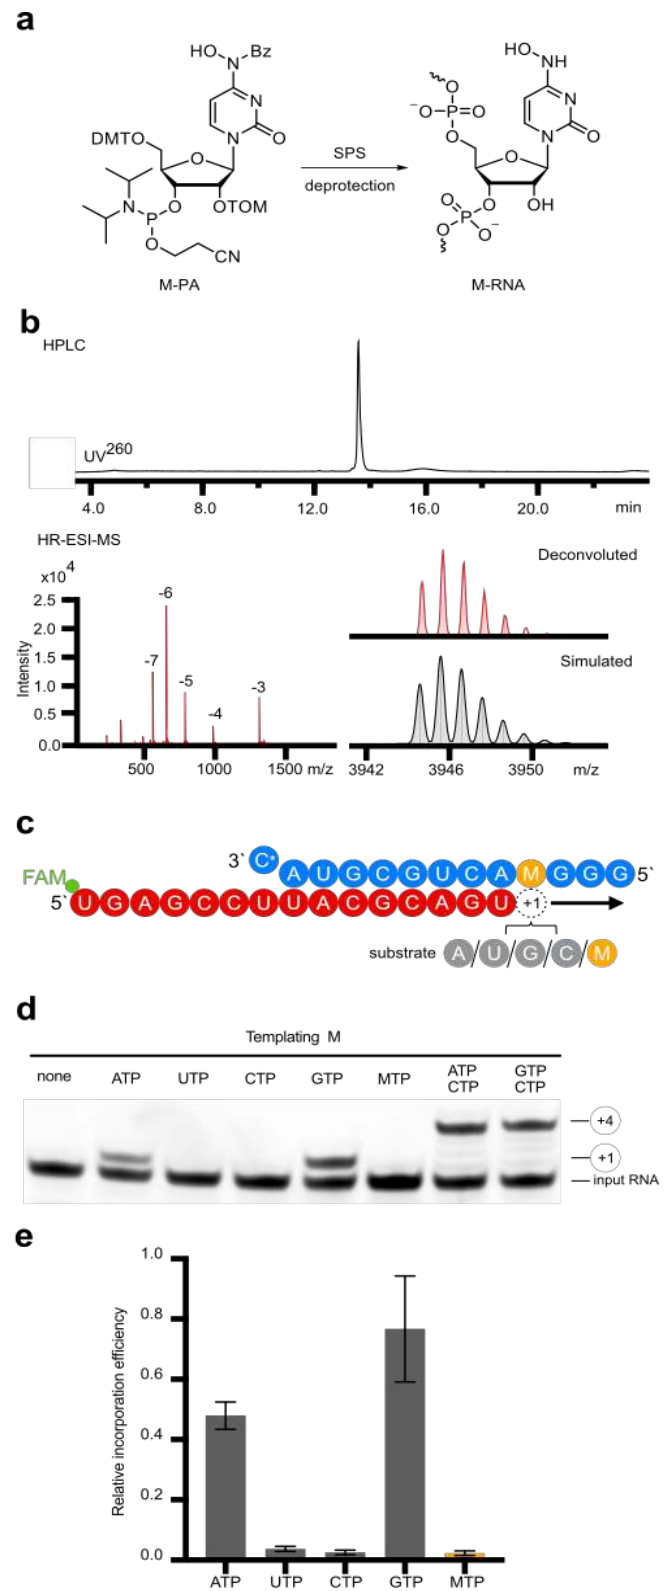 a
HO
Bz
N
N
N
O
DMTO
O
N
O
OTOM
P
O
CN
M-PA
SPS
deprotection
HO
NH
N
N
O
O
⁻O-P=O
O
O
O
OH
O
P
O
O⁻
M-RNA
b
HPLC
UV²⁶⁰
4.0 8.0 12.0 16.0 20.0 min
HR-ESI-MS
x10⁴
Intensity
2.5
2.0
1.5
1.0
0.5
0.0
-7
-6
-5
-4
-3
500 1000 1500 m/z
Deconvoluted
Simulated
3942 3946 3950 m/z
c
3` C* A U G C G U C A M G G G 5`
FAM
5` U G A G C C U U A C G C A G U +1
substrate A / U / G / C / M
d
Templating M
none ATP UTP CTP GTP MTP ATP CTP GTP CTP
+4
+1
input RNA
e
Relative incorporation efficiency
1.0
0.8
0.6
0.4
0.2
0.0
ATP UTP CTP GTP MTP